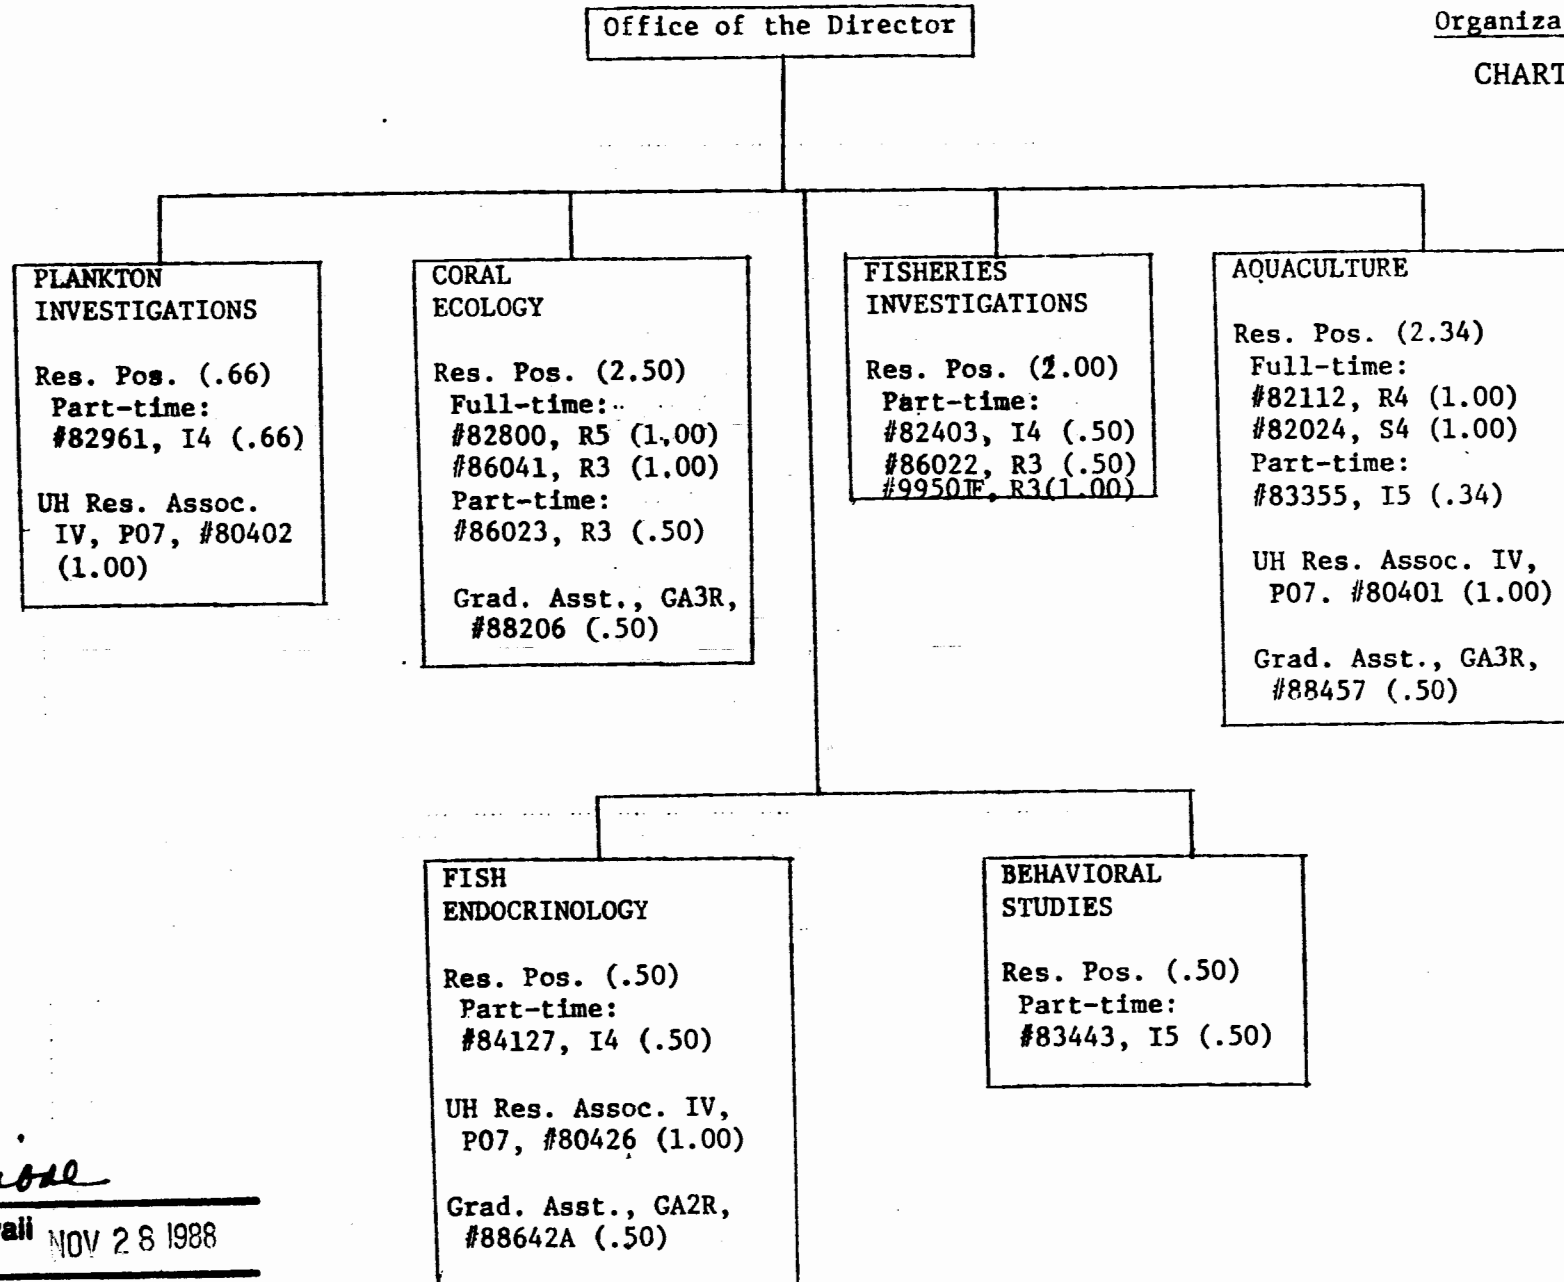 Office of the Director
Organiza
CHART
PLANKTON
INVESTIGATIONS
Res. Pos. (.66)
Part-time:
#82961, I4 (.66)
UH Res. Assoc.
IV, P07, #80402
(1.00)
CORAL
ECOLOGY
Res. Pos. (2.50)
Full-time:
#82800, R5 (1.00)
#86041, R3 (1.00)
Part-time:
#86023, R3 (.50)
Grad. Asst., GA3R,
#88206 (.50)
FISHERIES
INVESTIGATIONS
Res. Pos. (2.00)
Part-time:
#82403, I4 (.50)
#86022, R3 (.50)
#99501F, R3(1.00)
AQUACULTURE
Res. Pos. (2.34)
Full-time:
#82112, R4 (1.00)
#82024, S4 (1.00)
Part-time:
#83355, I5 (.34)
UH Res. Assoc. IV,
P07. #80401 (1.00)
Grad. Asst., GA3R,
#88457 (.50)
FISH
ENDOCRINOLOGY
Res. Pos. (.50)
Part-time:
#84127, I4 (.50)
UH Res. Assoc. IV,
P07, #80426 (1.00)
Grad. Asst., GA2R,
#88642A (.50)
BEHAVIORAL
STUDIES
Res. Pos. (.50)
Part-time:
#83443, I5 (.50)
NOV 28 1988